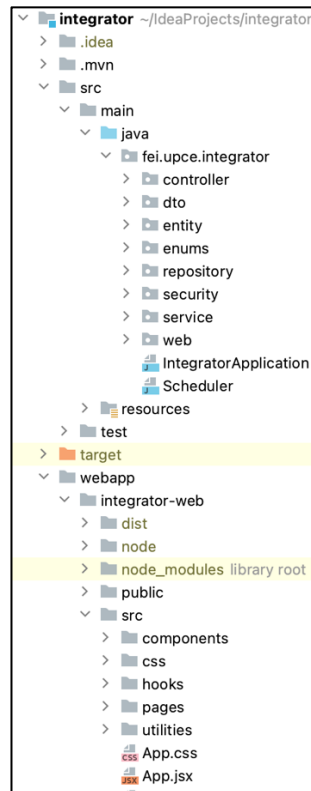 integrator ~/IdeaProjects/integrator
.idea
.mvn
src
main
java
fei.upce.integrator
controller
dto
entity
enums
repository
security
service
web
IntegratorApplication
Scheduler
resources
test
target
webapp
integrator-web
dist
node
node_modules library root
public
src
components
css
hooks
pages
utilities
App.css
App.jsx